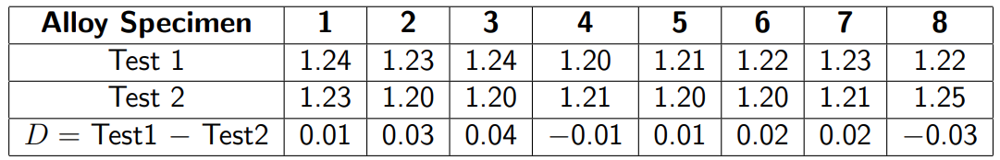 Alloy Specimen 1 2 3 4 5 6 7 8
Test 1 1.24 1.23 1.24 1.20 1.21 1.22 1.23 1.22
Test 2 1.23 1.20 1.20 1.21 1.20 1.20 1.21 1.25
D = Test1 − Test2 0.01 0.03 0.04 −0.01 0.01 0.02 0.02 −0.03